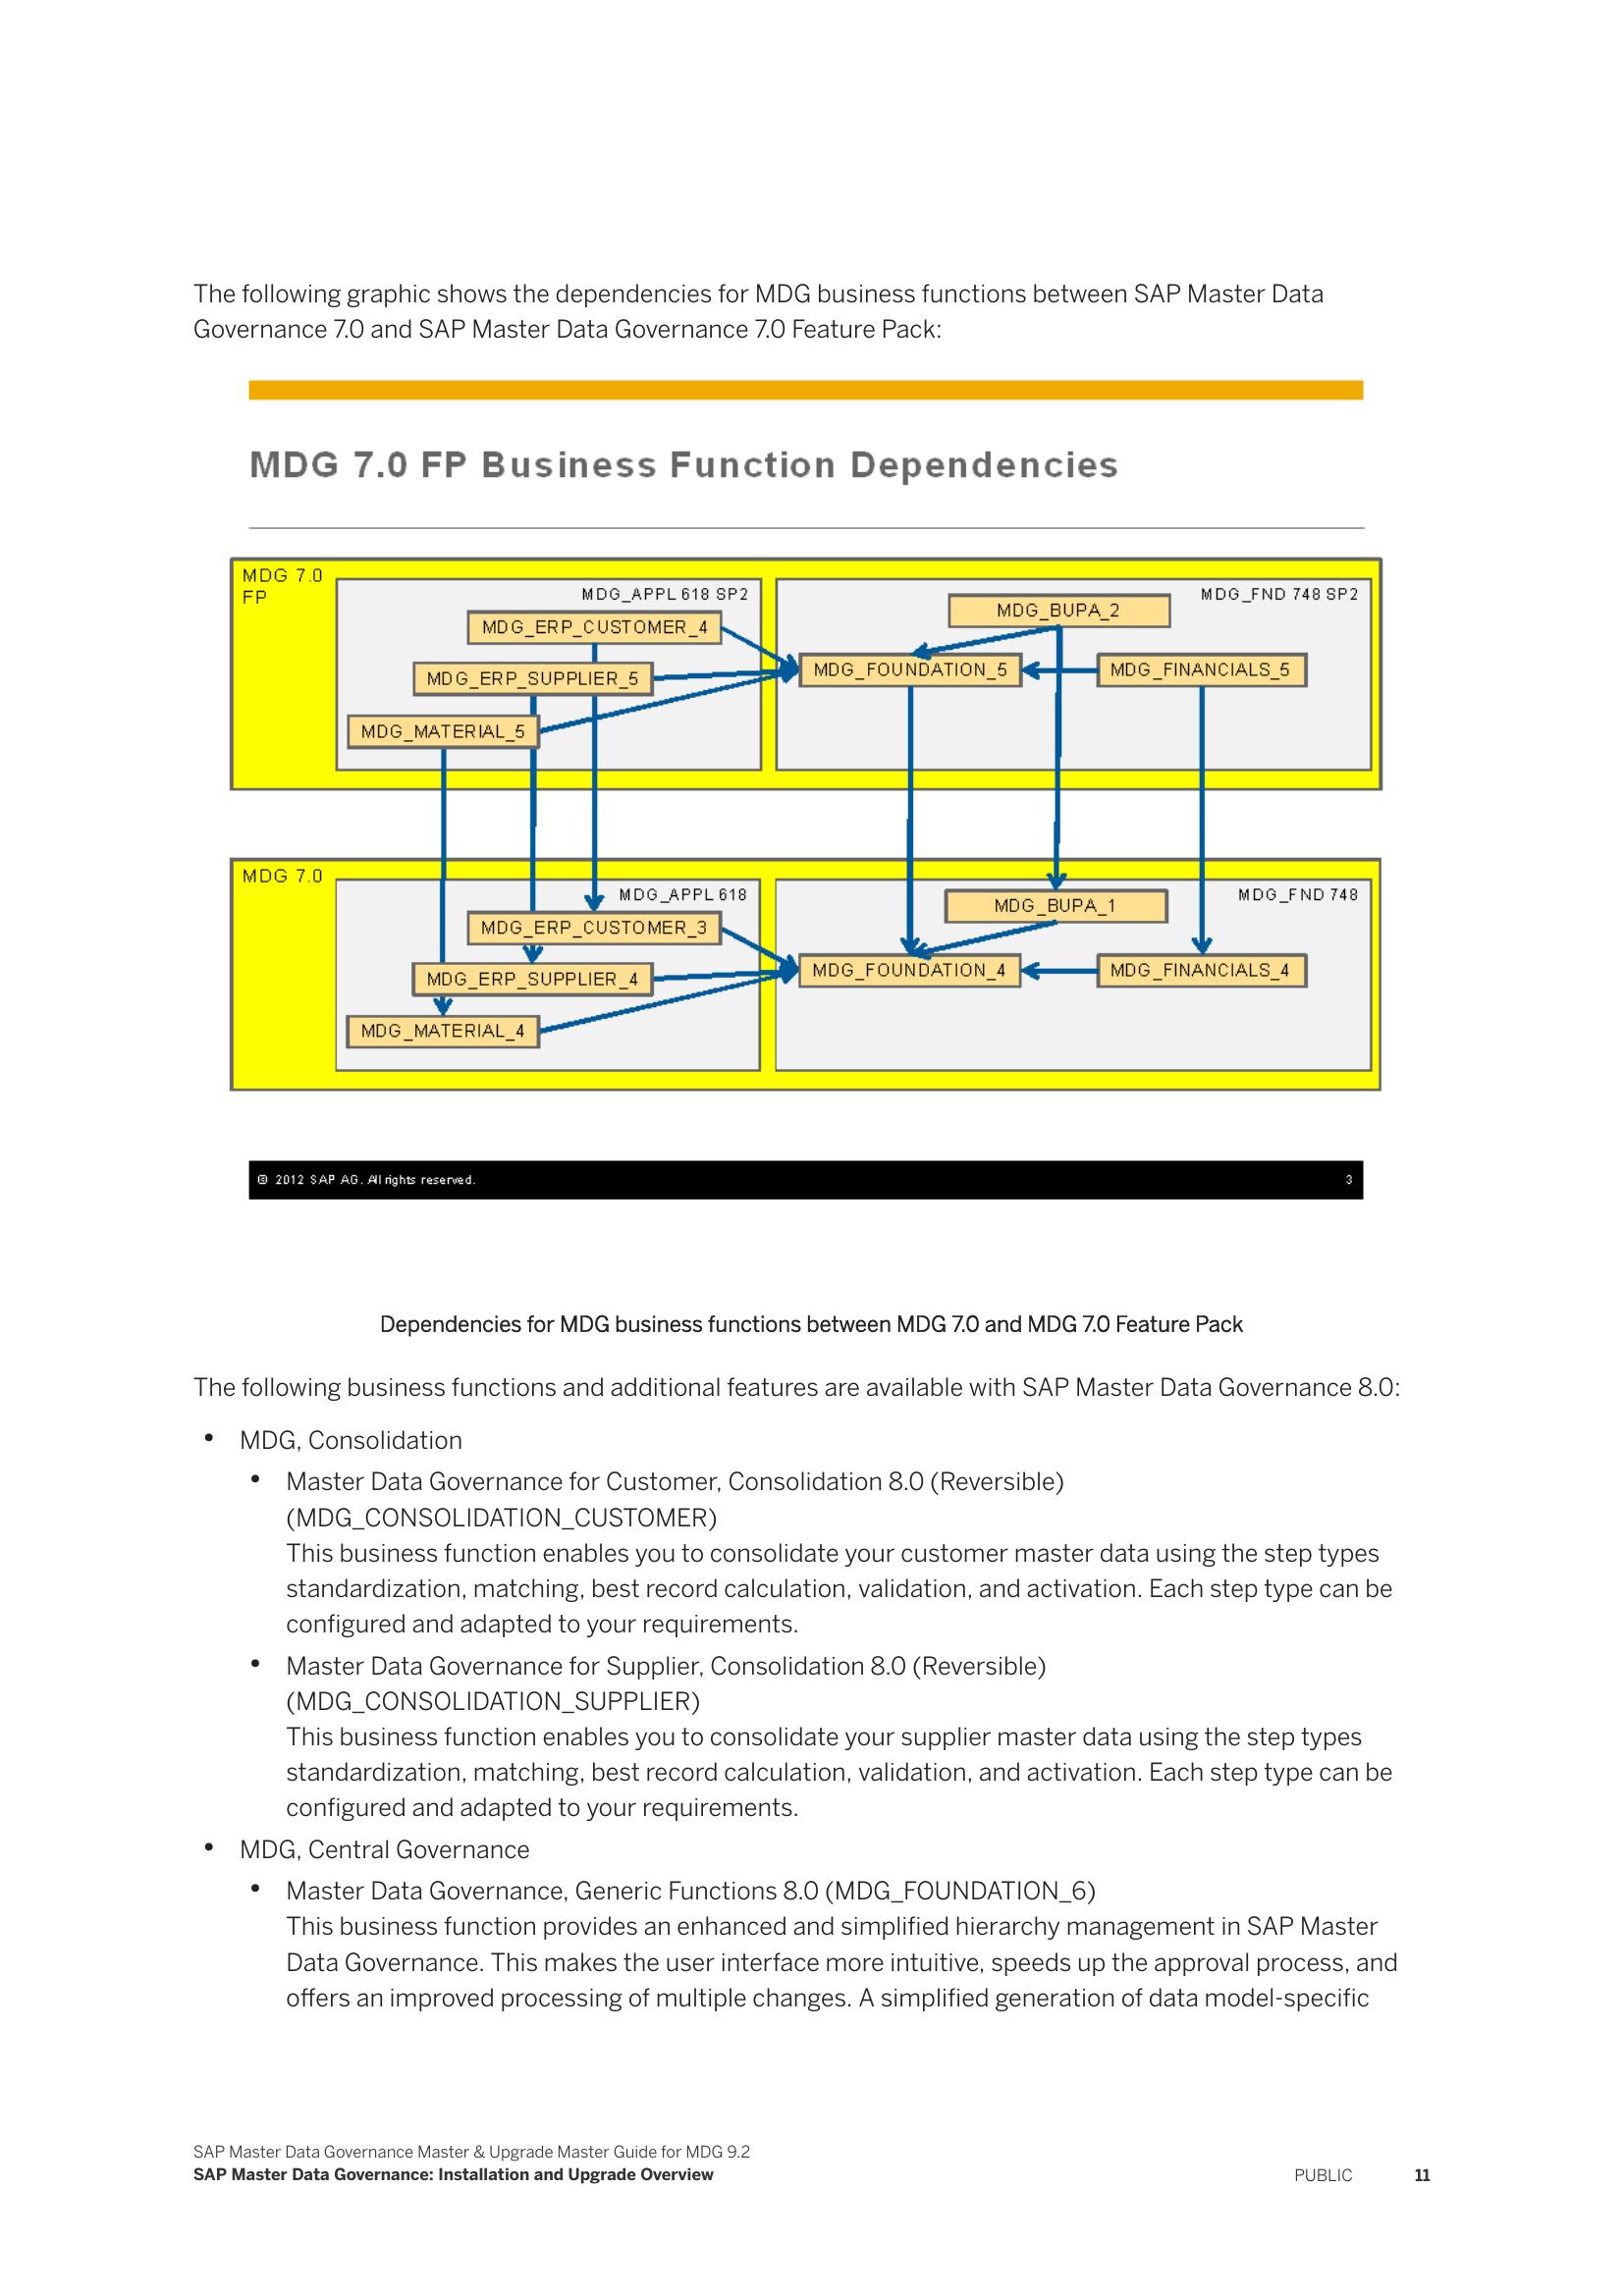 The following graphic shows the dependencies for MDG business functions between SAP Master Data
Governance 7.0 and SAP Master Data Governance 7.0 Feature Pack:
MDG 7.0 FP Business Function Dependencies
MDG 7.0
FP
MDG_APPL 618 SP2
MDG_ERP_CUSTOMER_4
MDG_ERP_SUPPLIER_5
MDG_MATERIAL_5
MDG_FND 748 SP2
MDG_BUPA_2
MDG_FOUNDATION_5
MDG_FINANCIALS_5
MDG 7.0
MDG_APPL 618
MDG_ERP_CUSTOMER_3
MDG_ERP_SUPPLIER_4
MDG_MATERIAL_4
MDG_FND 748
MDG_BUPA_1
MDG_FOUNDATION_4
MDG_FINANCIALS_4
© 2012 SAP AG. All rights reserved.
3
Dependencies for MDG business functions between MDG 7.0 and MDG 7.0 Feature Pack
The following business functions and additional features are available with SAP Master Data Governance 8.0:
• MDG, Consolidation
• Master Data Governance for Customer, Consolidation 8.0 (Reversible)
(MDG_CONSOLIDATION_CUSTOMER)
This business function enables you to consolidate your customer master data using the step types
standardization, matching, best record calculation, validation, and activation. Each step type can be
configured and adapted to your requirements.
• Master Data Governance for Supplier, Consolidation 8.0 (Reversible)
(MDG_CONSOLIDATION_SUPPLIER)
This business function enables you to consolidate your supplier master data using the step types
standardization, matching, best record calculation, validation, and activation. Each step type can be
configured and adapted to your requirements.
• MDG, Central Governance
• Master Data Governance, Generic Functions 8.0 (MDG_FOUNDATION_6)
This business function provides an enhanced and simplified hierarchy management in SAP Master
Data Governance. This makes the user interface more intuitive, speeds up the approval process, and
offers an improved processing of multiple changes. A simplified generation of data model-specific
SAP Master Data Governance Master & Upgrade Master Guide for MDG 9.2
SAP Master Data Governance: Installation and Upgrade Overview
PUBLIC
11